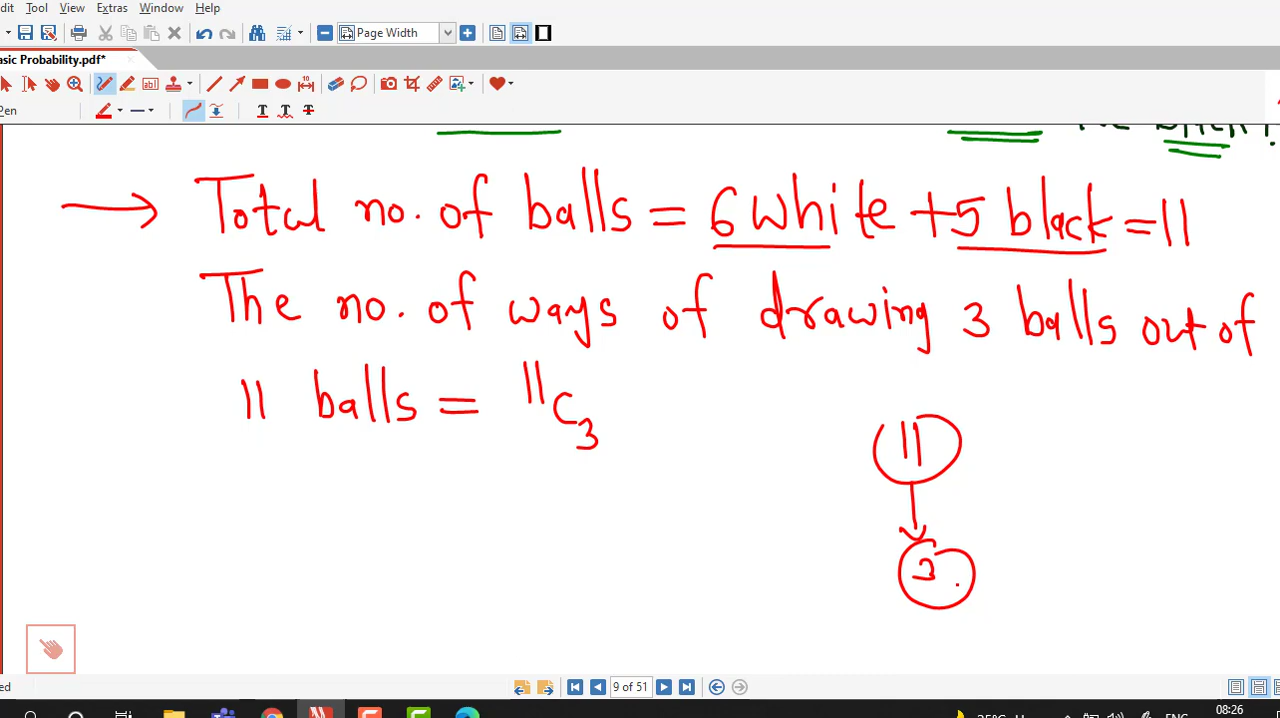 dit Tool View Extras Window Help
Page Width
asic Probability.pdf*
Pen
→ Total no. of balls = 6 White + 5 black = 11
The no. of ways of drawing 3 balls out of
11 balls = ¹¹C₃
11
3
9 of 51
08:26
ENG